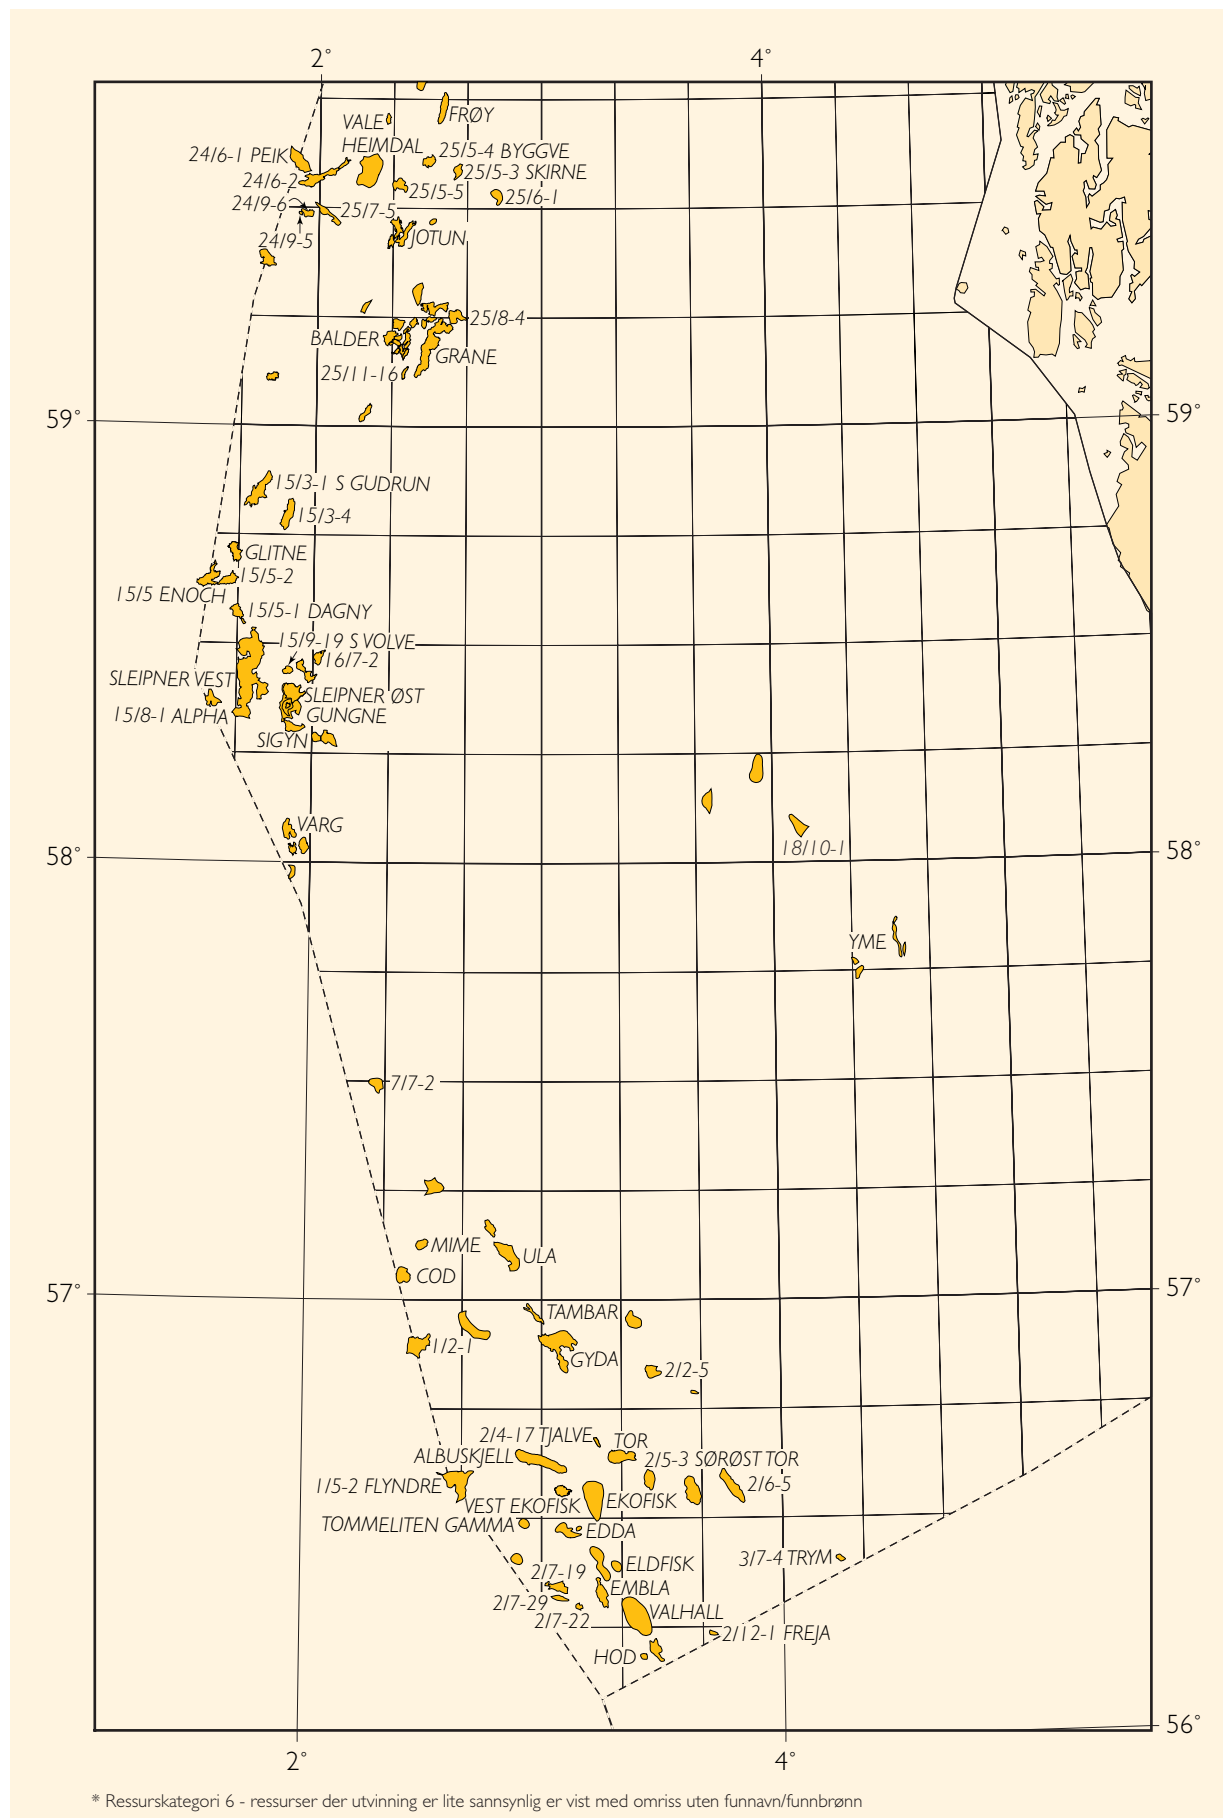 2° 4°
FRØY
VALE
HEIMDAL
24/6-1 PEIK
25/5-4 BYGGVE
25/5-3 SKIRNE
24/6-2
25/5-5
25/6-1
24/9-6
25/7-5
24/9-5
JOTUN
25/8-4
BALDER
GRANE
25/11-16
59° 59°
15/3-1 S GUDRUN
15/3-4
GLITNE
15/5-2
15/5 ENOCH
15/5-1 DAGNY
15/9-19 S VOLVE
16/7-2
SLEIPNER VEST
SLEIPNER ØST
15/8-1 ALPHA
GUNGNE
SIGYN
VARG
18/10-1
58° 58°
YME
7/7-2
MIME
ULA
COD
57° 57°
TAMBAR
1/2-1
GYDA
2/2-5
2/4-17 TJALVE
TOR
ALBUSKJELL
2/5-3 SØRØST TOR
1/5-2 FLYNDRE
2/6-5
VEST EKOFISK
EKOFISK
TOMMELITEN GAMMA
EDDA
3/7-4 TRYM
2/7-19
ELDFISK
EMBLA
2/7-29
VALHALL
2/7-22
2/12-1 FREJA
HOD
56°
2° 4°
* Ressurskategori 6 - ressurser der utvinning er lite sannsynlig er vist med omriss uten funnavn/funnbrønn